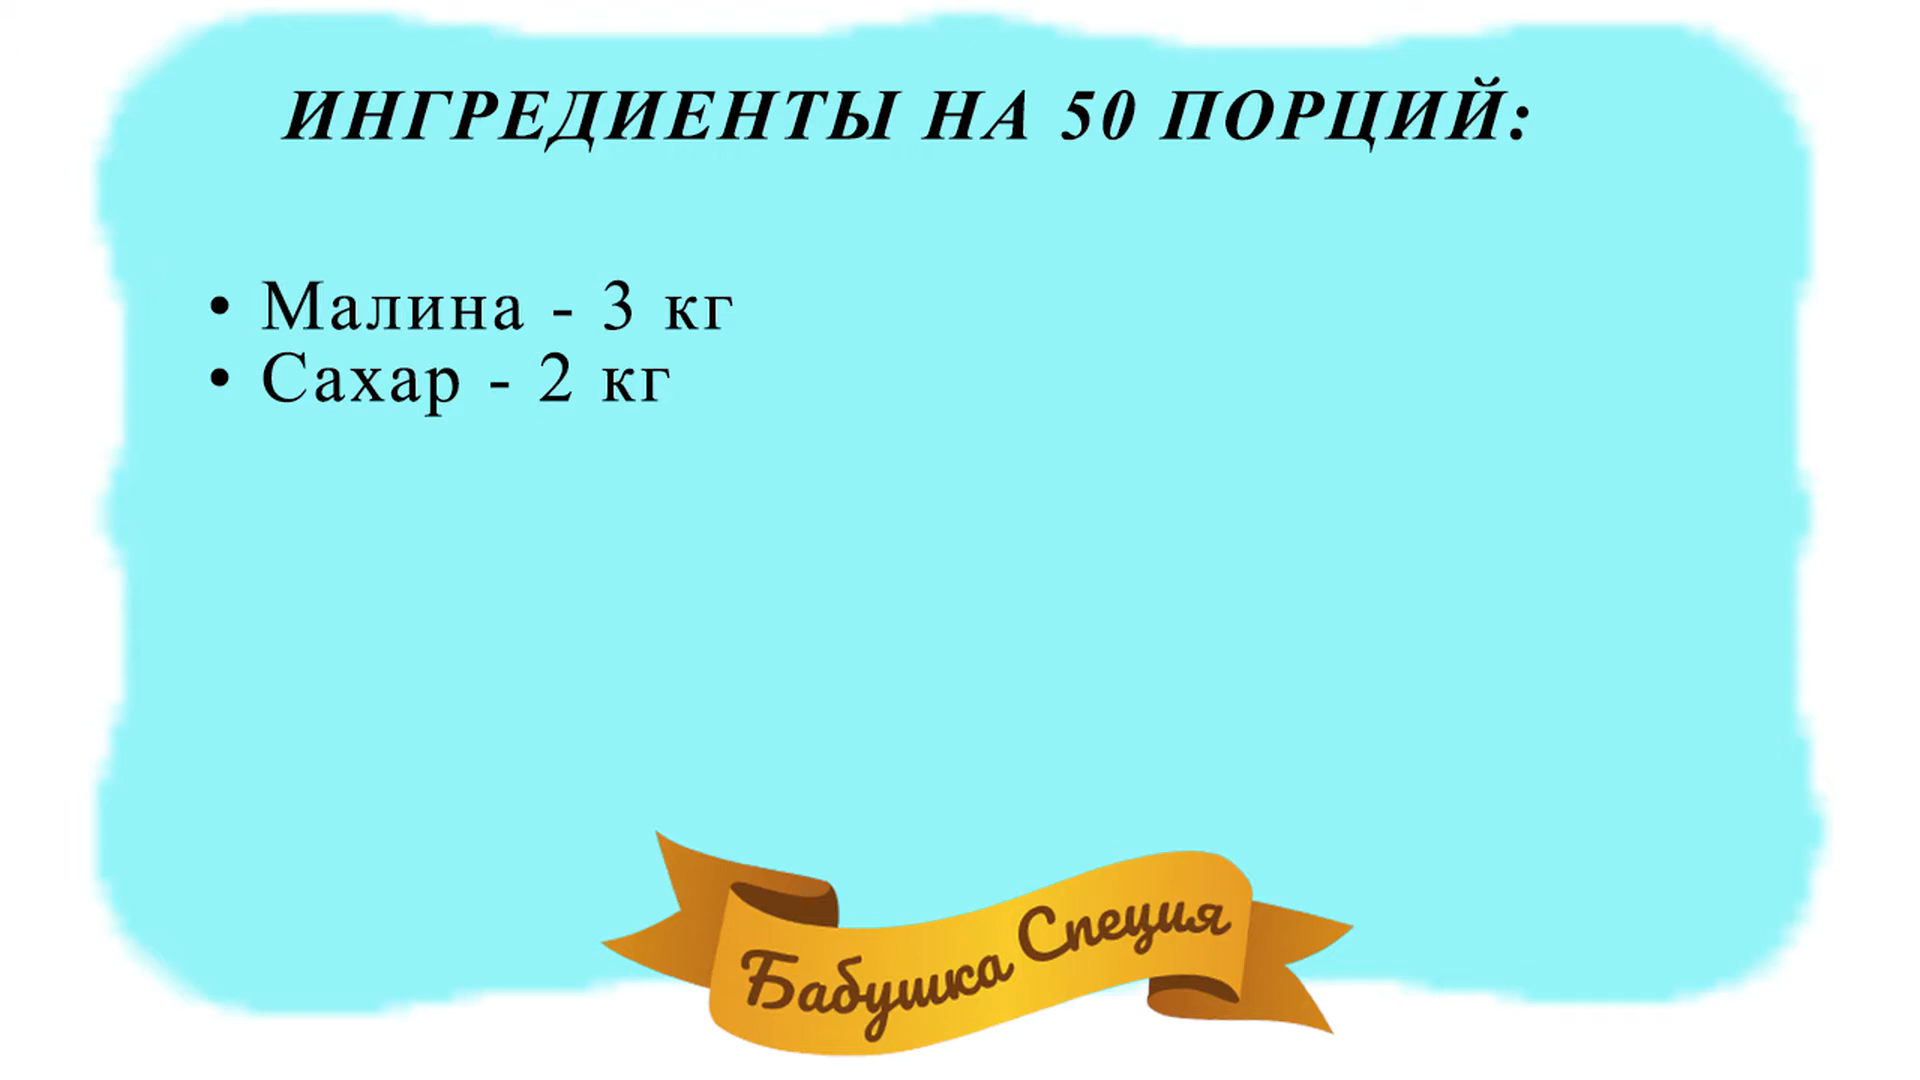 ИНГРЕДИЕНТЫ НА 50 ПОРЦИЙ:
• Малина - 3 кг
• Сахар - 2 кг
Бабушка Специя